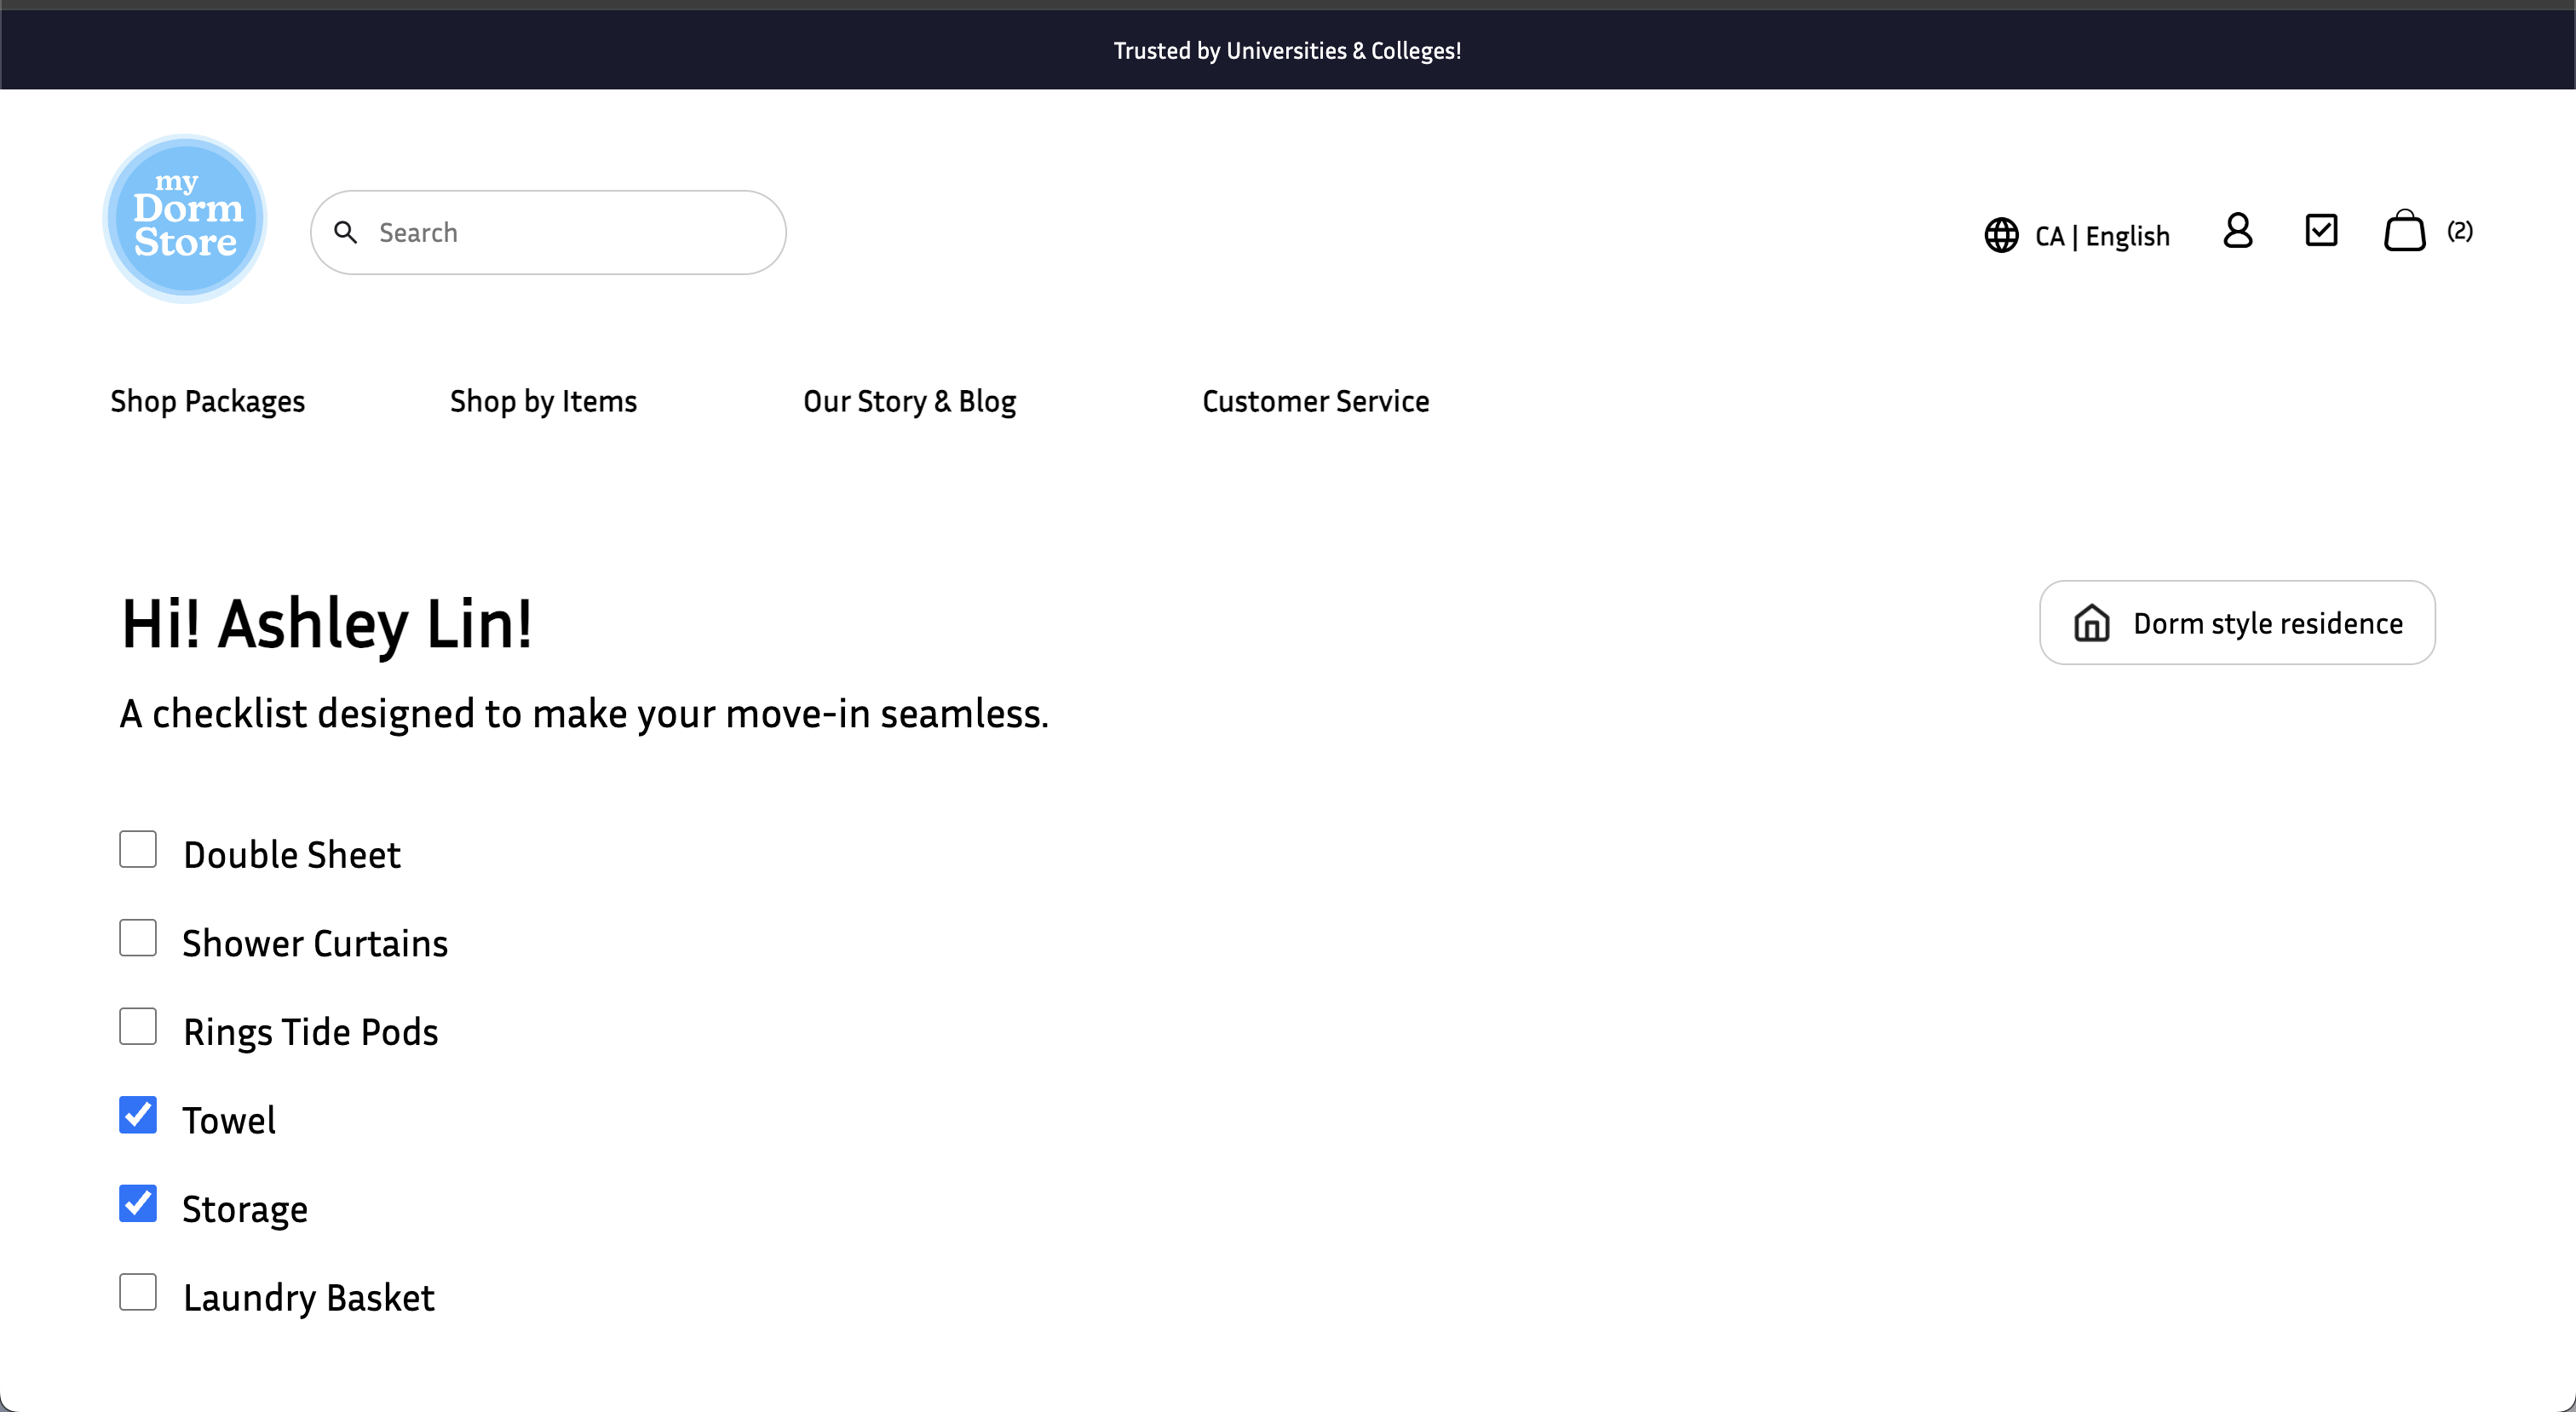 Trusted by Universities & Colleges!
my
Dorm
Store
Search
CA | English
(2)
Shop Packages
Shop by Items
Our Story & Blog
Customer Service
Hi! Ashley Lin!
Dorm style residence
A checklist designed to make your move-in seamless.
Double Sheet
Shower Curtains
Rings Tide Pods
Towel
Storage
Laundry Basket